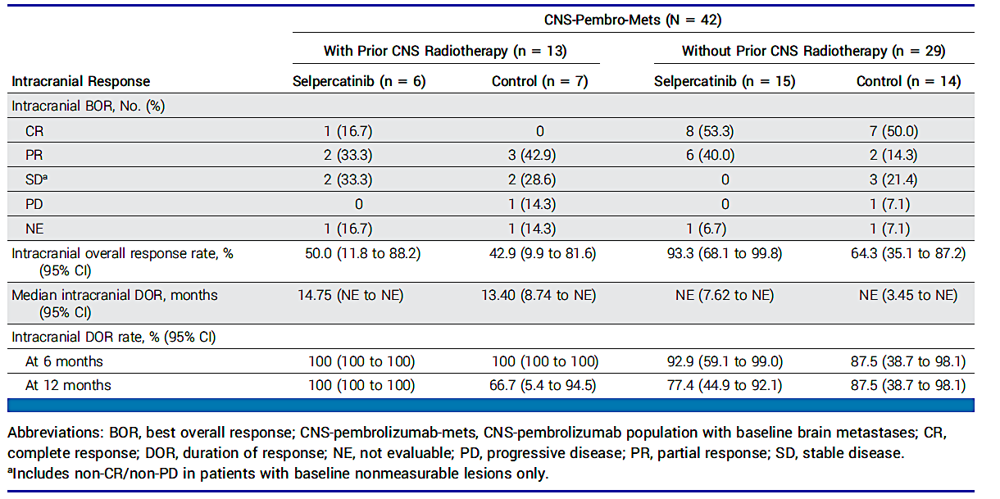 CNS-Pembro-Mets (N = 42)
With Prior CNS Radiotherapy (n = 13) Without Prior CNS Radiotherapy (n = 29)
Intracranial Response Selpercatinib (n = 6) Control (n = 7) Selpercatinib (n = 15) Control (n = 14)
Intracranial BOR, No. (%)
CR 1 (16.7) 0 8 (53.3) 7 (50.0)
PR 2 (33.3) 3 (42.9) 6 (40.0) 2 (14.3)
SDᵃ 2 (33.3) 2 (28.6) 0 3 (21.4)
PD 0 1 (14.3) 0 1 (7.1)
NE 1 (16.7) 1 (14.3) 1 (6.7) 1 (7.1)
Intracranial overall response rate, % 50.0 (11.8 to 88.2) 42.9 (9.9 to 81.6) 93.3 (68.1 to 99.8) 64.3 (35.1 to 87.2)
(95% CI)
Median intracranial DOR, months 14.75 (NE to NE) 13.40 (8.74 to NE) NE (7.62 to NE) NE (3.45 to NE)
(95% CI)
Intracranial DOR rate, % (95% CI)
At 6 months 100 (100 to 100) 100 (100 to 100) 92.9 (59.1 to 99.0) 87.5 (38.7 to 98.1)
At 12 months 100 (100 to 100) 66.7 (5.4 to 94.5) 77.4 (44.9 to 92.1) 87.5 (38.7 to 98.1)
Abbreviations: BOR, best overall response; CNS-pembrolizumab-mets, CNS-pembrolizumab population with baseline brain metastases; CR,
complete response; DOR, duration of response; NE, not evaluable; PD, progressive disease; PR, partial response; SD, stable disease.
ᵃIncludes non-CR/non-PD in patients with baseline nonmeasurable lesions only.